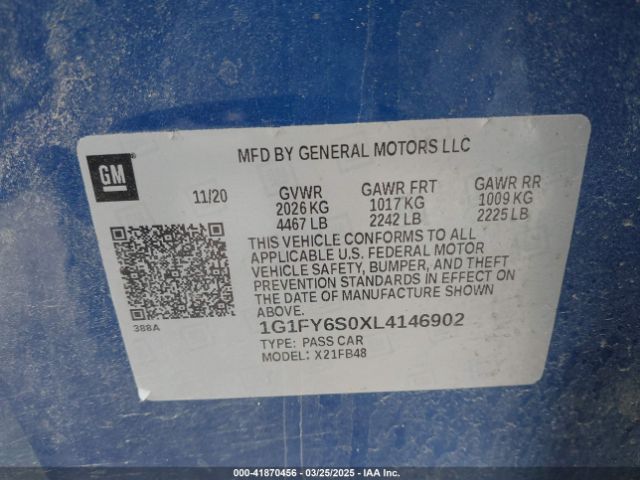 GM
MFD BY GENERAL MOTORS LLC
11/20 GVWR GAWR FRT GAWR RR
2026 KG 1017 KG 1009 KG
4467 LB 2242 LB 2225 LB
THIS VEHICLE CONFORMS TO ALL
APPLICABLE U.S. FEDERAL MOTOR
VEHICLE SAFETY, BUMPER, AND THEFT
PREVENTION STANDARDS IN EFFECT ON
THE DATE OF MANUFACTURE SHOWN
ABOVE.
388A
1G1FY6S0XL4146902
TYPE: PASS CAR
MODEL: X21FB48
000-41870456 — 03/25/2025 — IAA Inc.